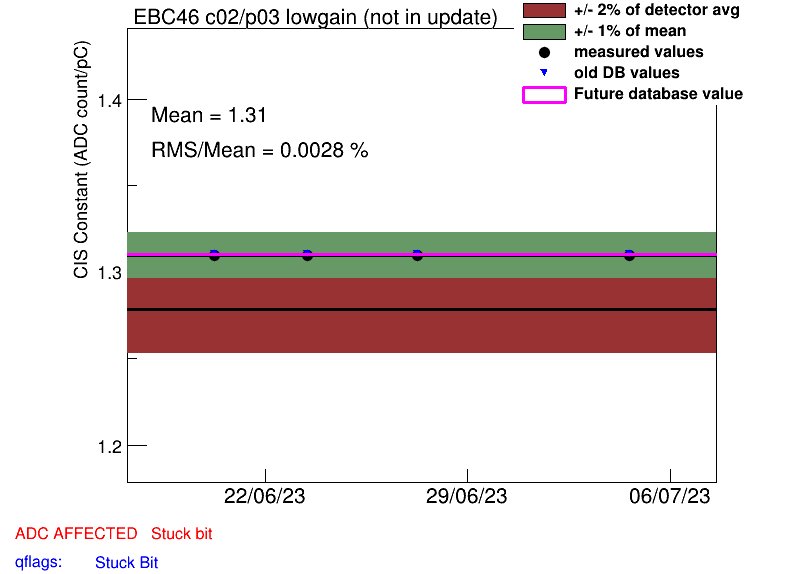 EBC46 c02/p03 lowgain (not in update)
+/- 2% of detector avg
+/- 1% of mean
measured values
old DB values
Future database value
CIS Constant (ADC count/pC)
1.4
1.3
1.2
Mean = 1.31
RMS/Mean = 0.0028 %
22/06/23
29/06/23
06/07/23
ADC AFFECTED Stuck bit
qflags: Stuck Bit